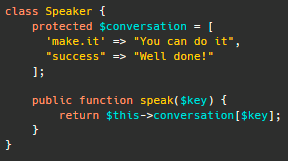 class Speaker {
    protected $conversation = [
      'make.it' => "You can do it",
      "success" => "Well done!"
    ];

    public function speak($key) {
        return $this->conversation[$key];
    }
}